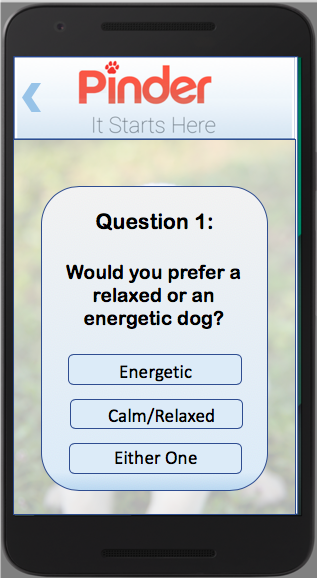 Pinder
It Starts Here
Question 1:
Would you prefer a
relaxed or an
energetic dog?
Energetic
Calm/Relaxed
Either One